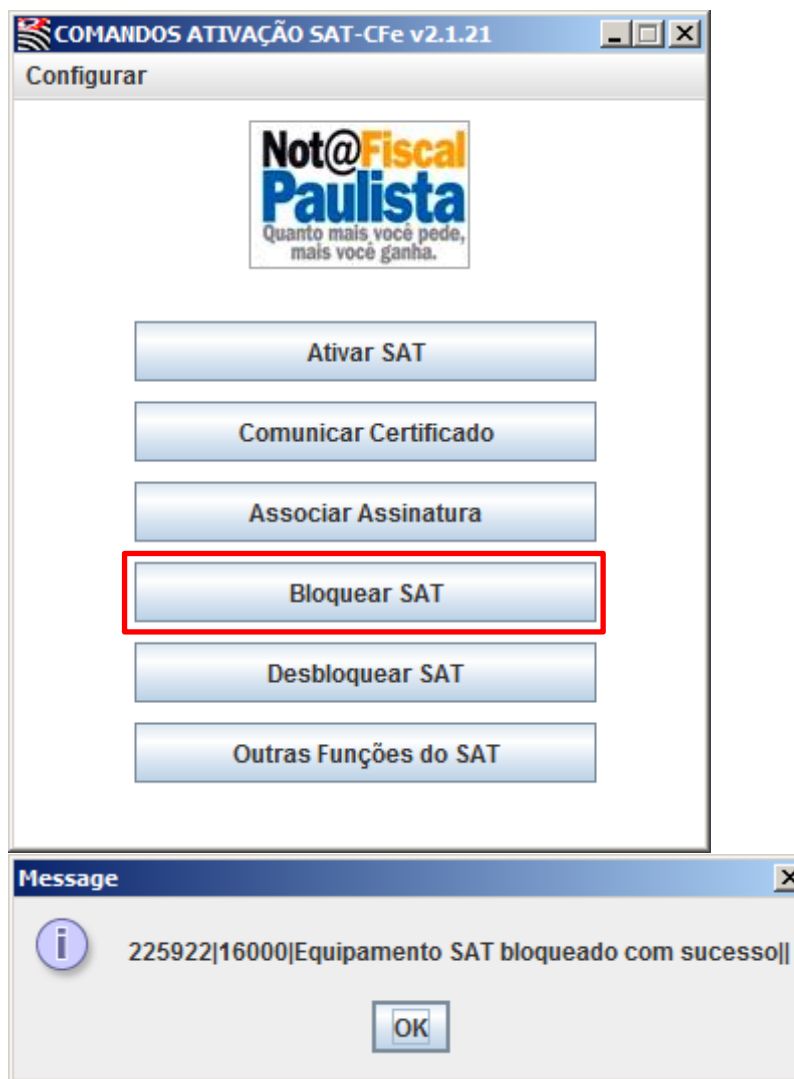 COMANDOS ATIVAÇÃO SAT-CFe v2.1.21
Configurar
Not@Fiscal
Paulista
Quanto mais você pede,
mais você ganha.
Ativar SAT
Comunicar Certificado
Associar Assinatura
Bloquear SAT
Desbloquear SAT
Outras Funções do SAT
Message
225922|16000|Equipamento SAT bloqueado com sucesso||
OK